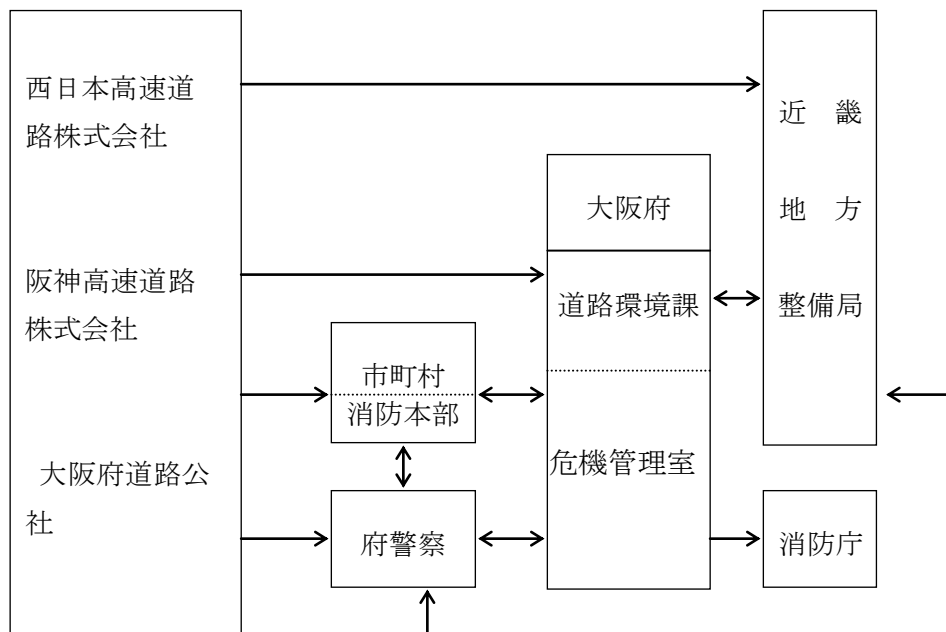 西日本高速道
路株式会社
阪神高速道路
株式会社
大阪府道路公
社
市町村
消防本部
府警察
大阪府
道路環境課
危機管理室
近　畿
地　方
整備局
消防庁